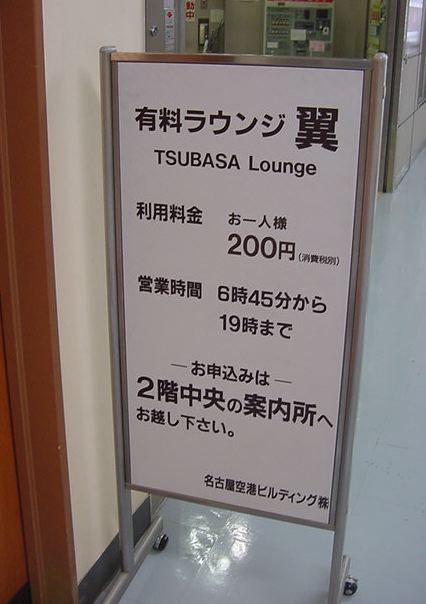 有料ラウンジ 翼
TSUBASA Lounge
利用料金 お一人様
200円(消費税別)
営業時間 6時45分から
19時まで
―お申込みは―
2階中央の案内所へ
お越し下さい。
名古屋空港ビルディング㈱